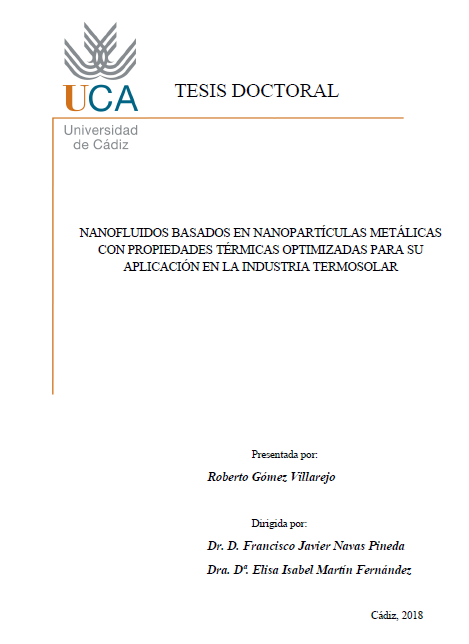 UCA
Universidad
de Cádiz
TESIS DOCTORAL
NANOFLUIDOS BASADOS EN NANOPARTÍCULAS METÁLICAS
CON PROPIEDADES TÉRMICAS OPTIMIZADAS PARA SU
APLICACIÓN EN LA INDUSTRIA TERMOSOLAR
Presentada por:
Roberto Gómez Villarejo
Dirigida por:
Dr. D. Francisco Javier Navas Pineda
Dra. Dª. Elisa Isabel Martín Fernández
Cádiz, 2018